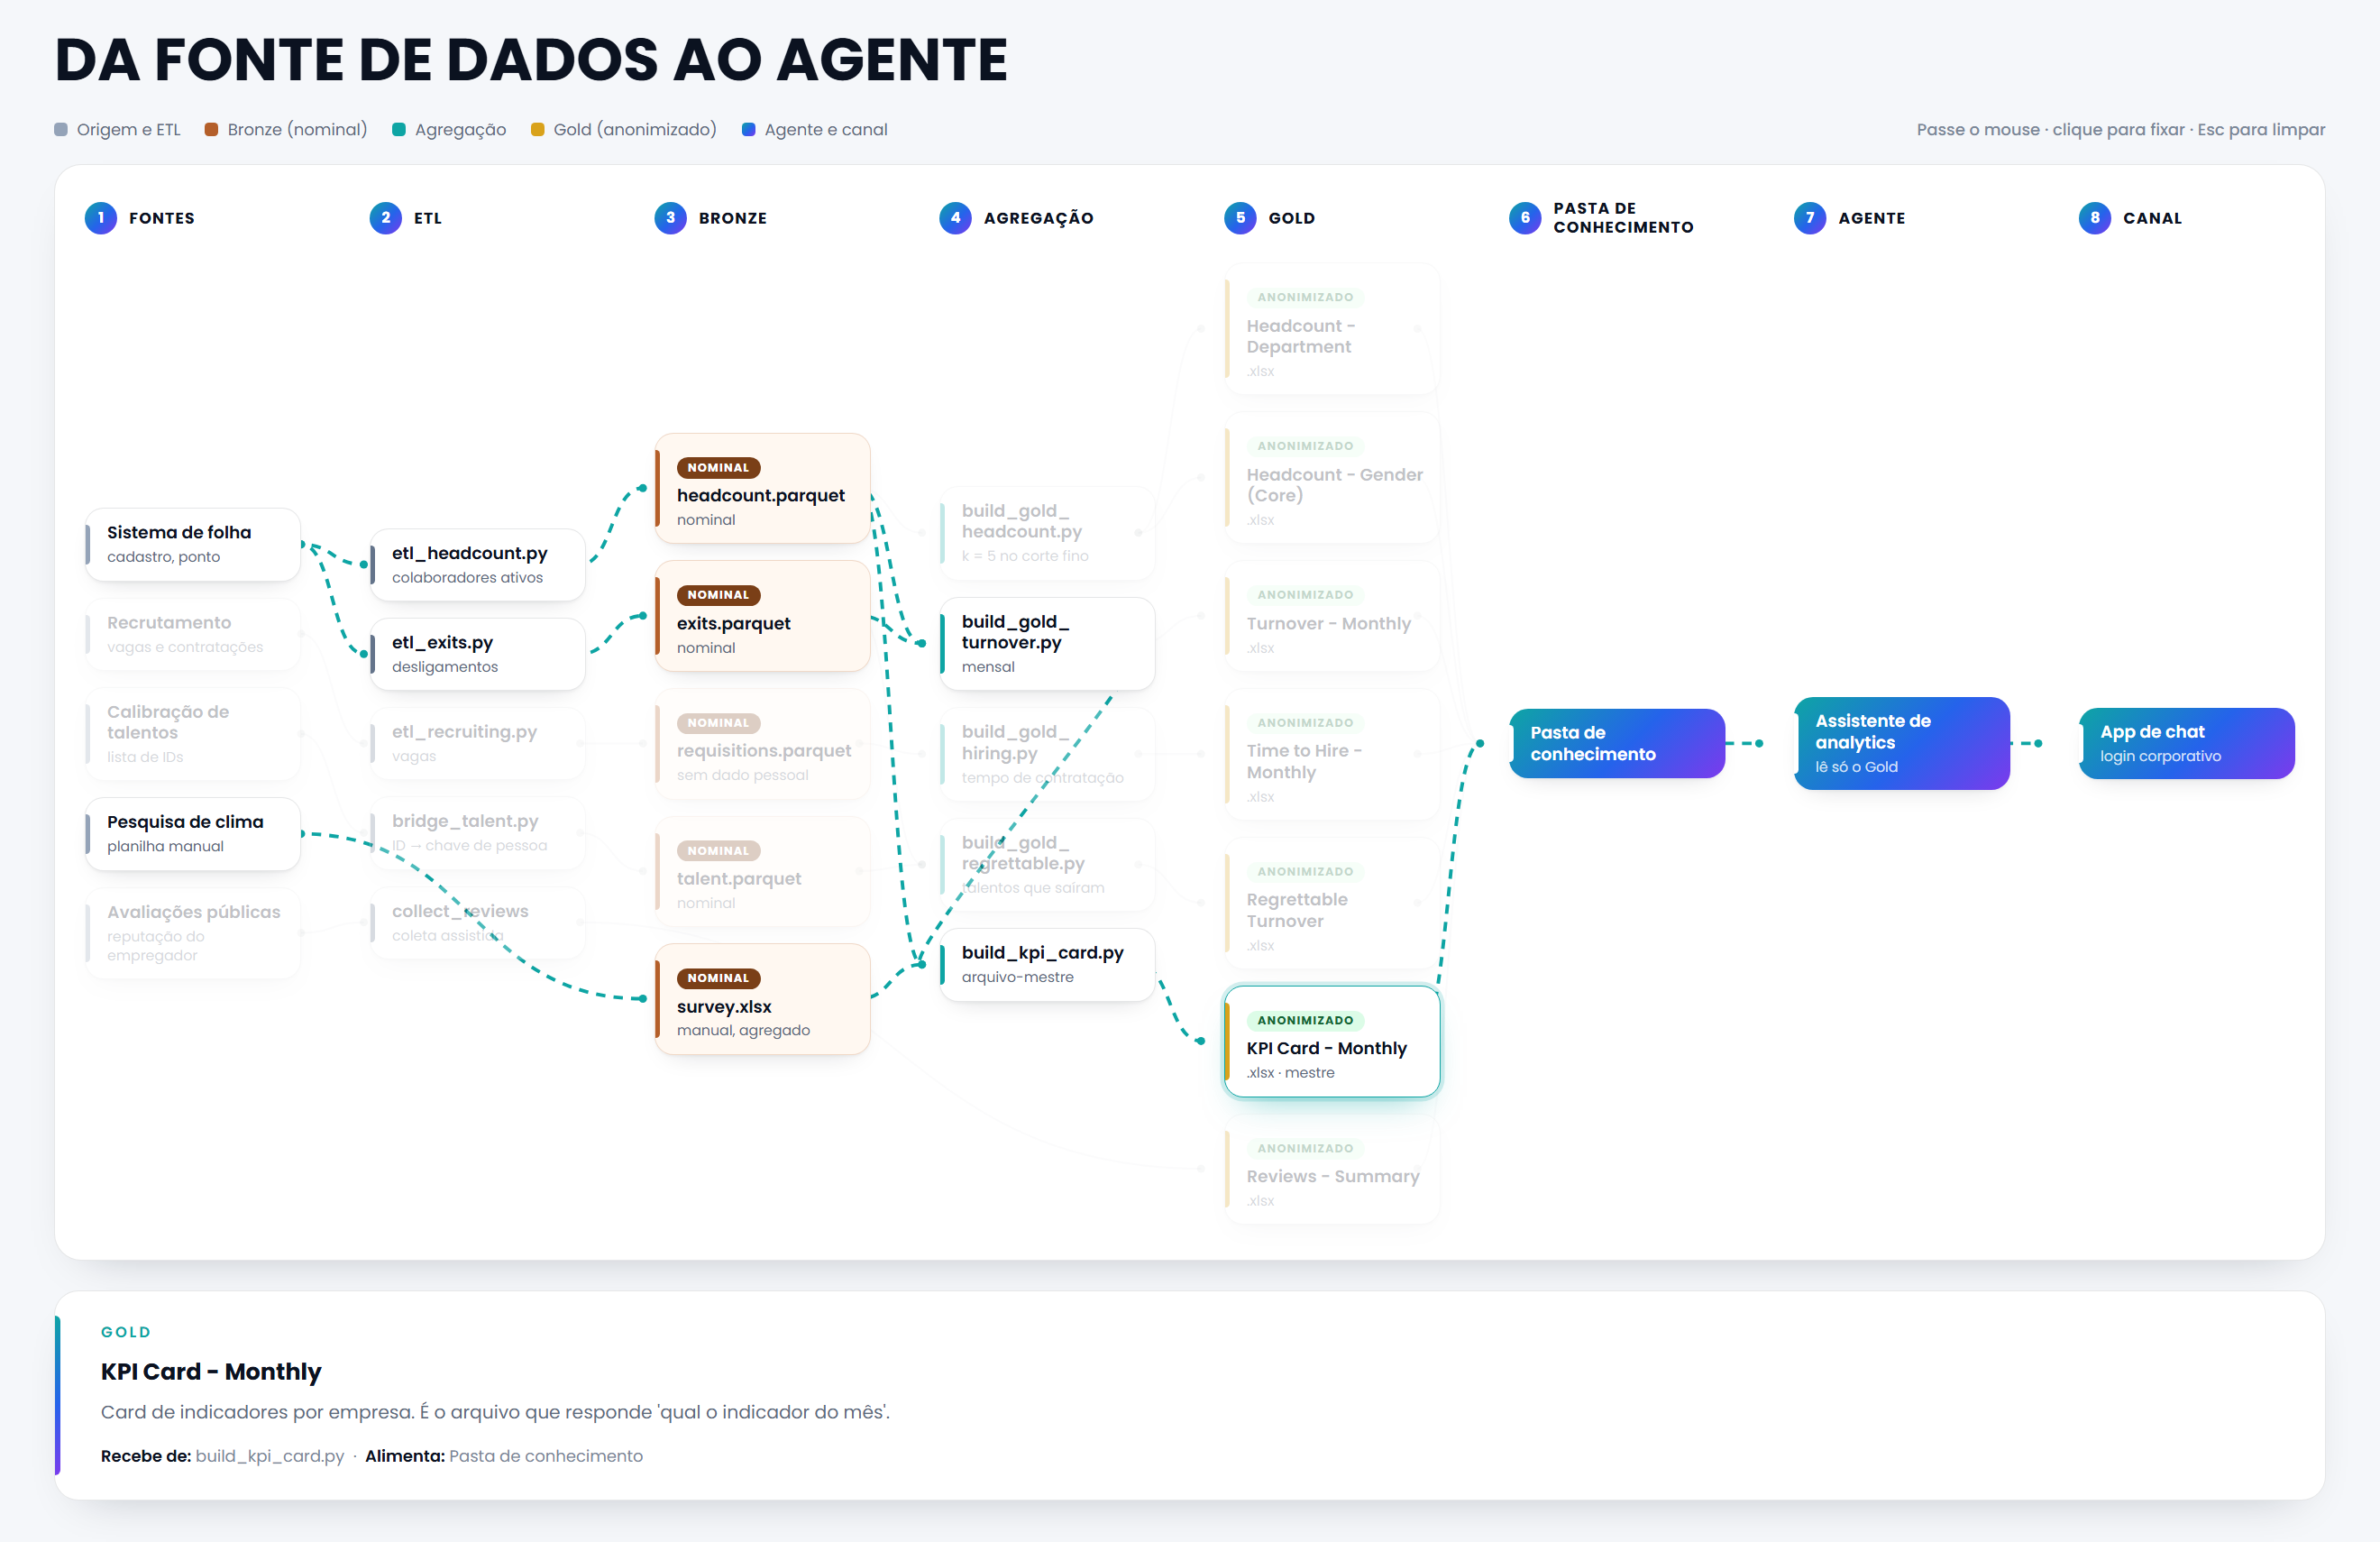 DA FONTE DE DADOS AO AGENTE
Origem e ETL
Bronze (nominal)
Agregação
Gold (anonimizado)
Agente e canal
Passe o mouse · clique para fixar · Esc para limpar
1 FONTES
2 ETL
3 BRONZE
4 AGREGAÇÃO
5 GOLD
6 PASTA DE
CONHECIMENTO
7 AGENTE
8 CANAL
Sistema de folha
cadastro, ponto
Recrutamento
vagas e contratações
Calibração de
talentos
lista de IDs
Pesquisa de clima
planilha manual
Avaliações públicas
reputação do
empregador
etl_headcount.py
colaboradores ativos
etl_exits.py
desligamentos
etl_recruiting.py
vagas
bridge_talent.py
ID → chave de pessoa
collect_reviews
coleta assistida
NOMINAL
headcount.parquet
nominal
NOMINAL
exits.parquet
nominal
NOMINAL
requisitions.parquet
sem dado pessoal
NOMINAL
talent.parquet
nominal
NOMINAL
survey.xlsx
manual, agregado
build_gold_
headcount.py
k = 5 no corte fino
build_gold_
turnover.py
mensal
build_gold_
hiring.py
tempo de contratação
build_gold_
regrettable.py
talentos que saíram
build_kpi_card.py
arquivo-mestre
ANONIMIZADO
Headcount -
Department
.xlsx
ANONIMIZADO
Headcount - Gender
(Core)
.xlsx
ANONIMIZADO
Turnover - Monthly
.xlsx
ANONIMIZADO
Time to Hire -
Monthly
.xlsx
ANONIMIZADO
Regrettable
Turnover
.xlsx
ANONIMIZADO
KPI Card - Monthly
.xlsx · mestre
ANONIMIZADO
Reviews - Summary
.xlsx
Pasta de
conhecimento
Assistente de
analytics
lê só o Gold
App de chat
login corporativo
GOLD
KPI Card - Monthly
Card de indicadores por empresa. É o arquivo que responde 'qual o indicador do mês'.
Recebe de: build_kpi_card.py · Alimenta: Pasta de conhecimento